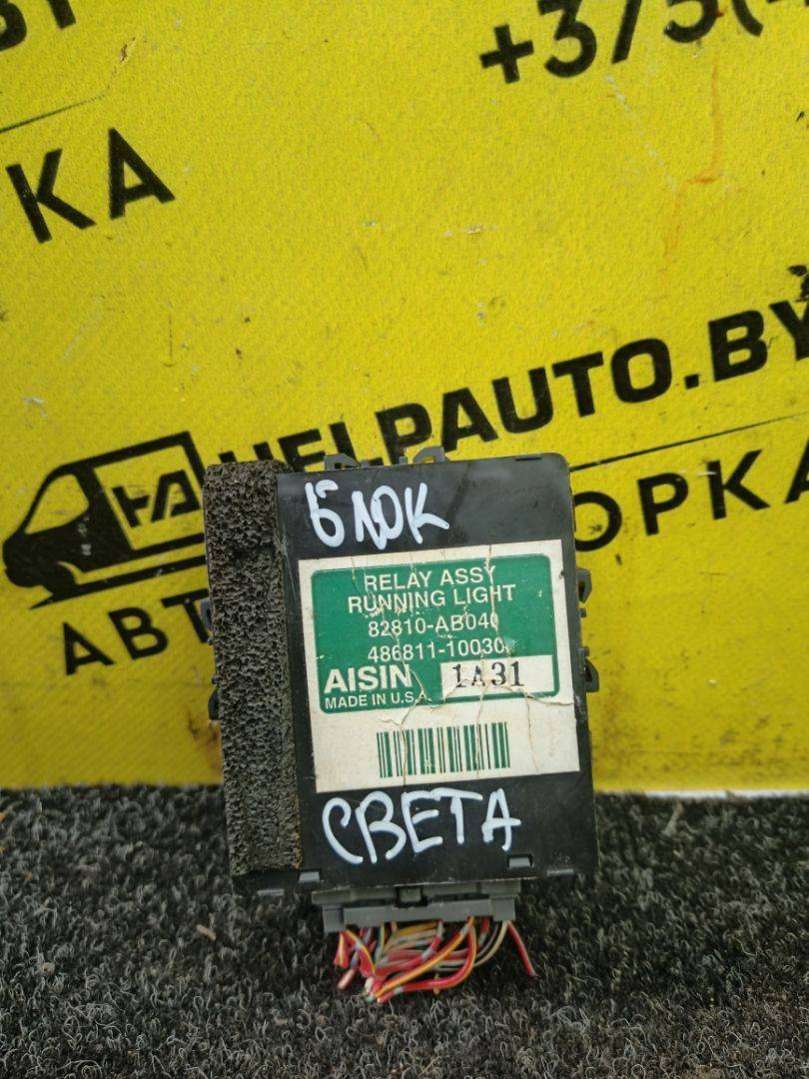 +375(
КА
HELPAUTO.BY
HA
АВТ
ОРКА
БЛОК
RELAY ASSY
RUNNING LIGHT
82810-AB040
486811-10030
AISIN 1A31
MADE IN U.S.A.
СВЕТА